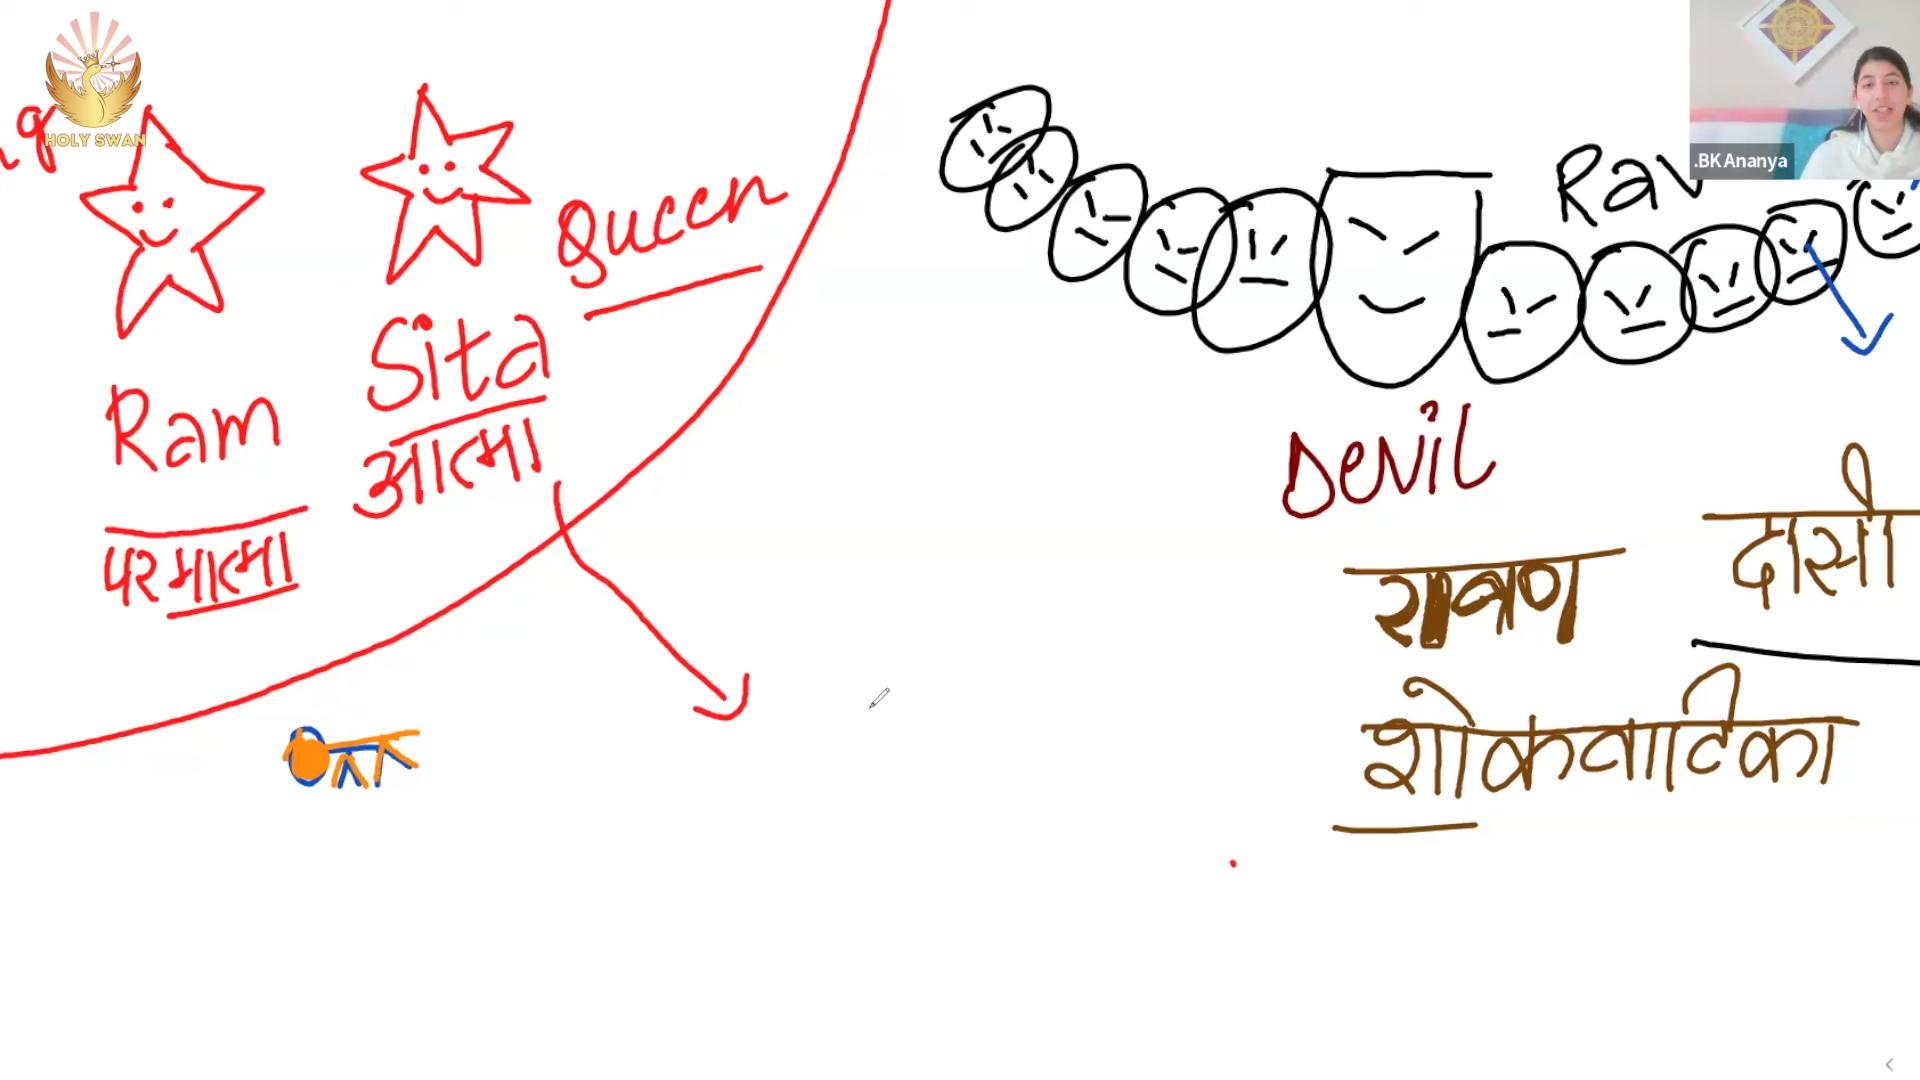 HOLY SWAN
Queen
Sita
आत्मा
Ram
परमात्मा
.BK Ananya
Rav
DeViL
रावण
दासी
शोकवाटिका